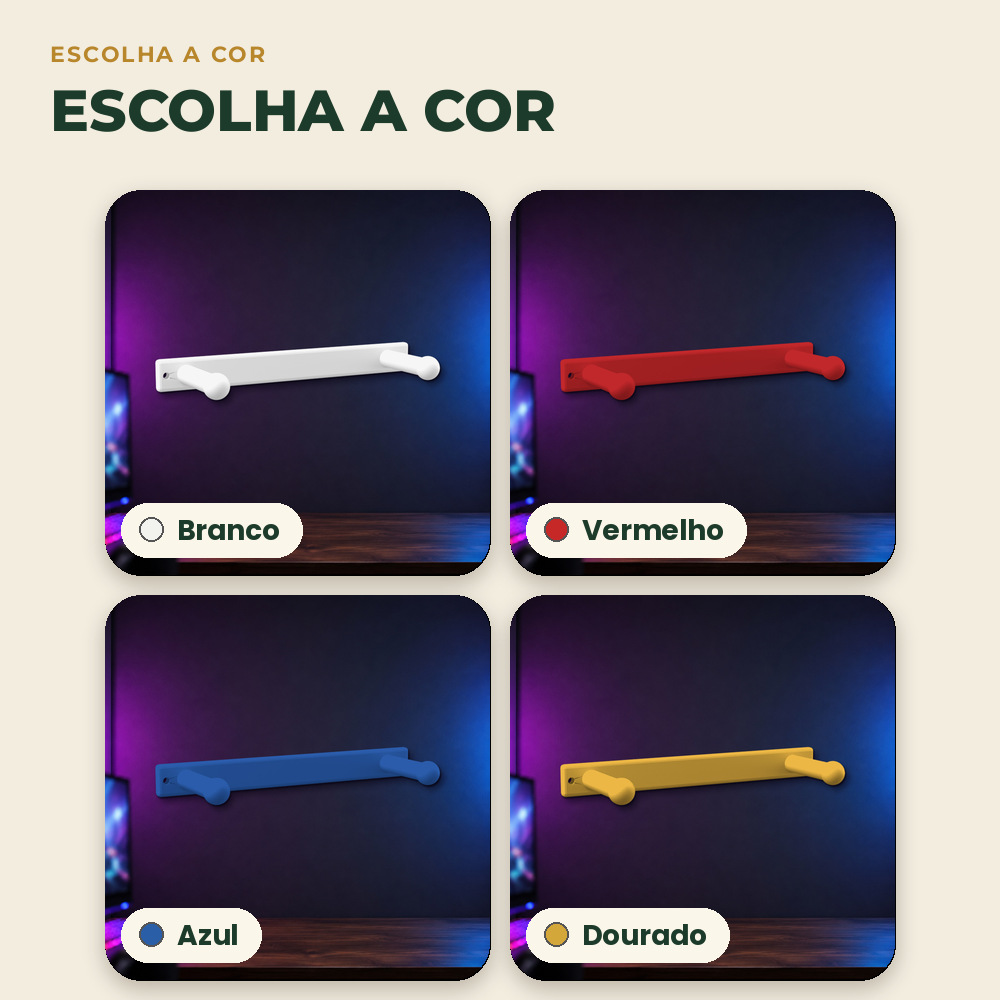 ESCOLHA A COR
ESCOLHA A COR
Branco
Vermelho
Azul
Dourado